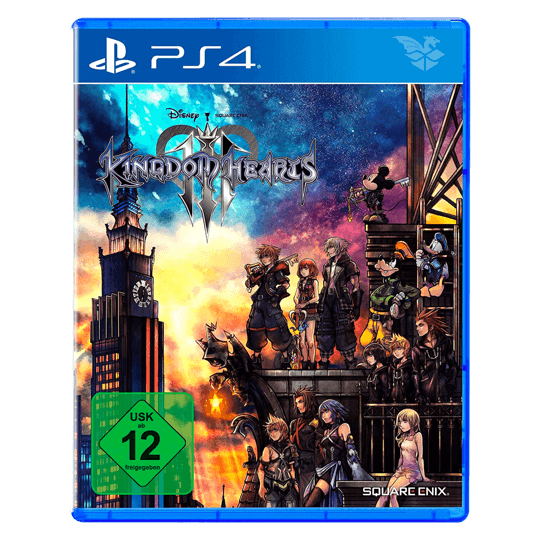 PS4
Disney SQUARE ENIX
KINGDOM HEARTS
III
USK
ab
12
freigegeben
SQUARE ENIX.